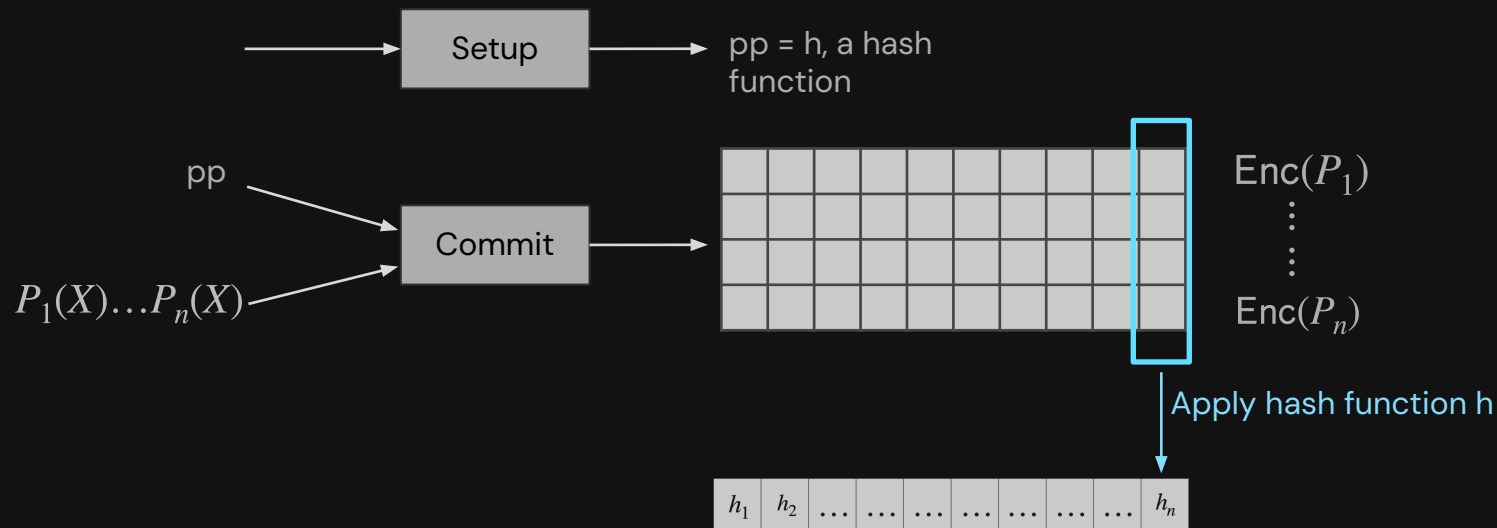 Setup
pp = h, a hash
function
pp
Commit
P₁(X)…Pₙ(X)
Enc(P₁)
⋮
⋮
Enc(Pₙ)
Apply hash function h
h₁ h₂ … … … … … … … hₙ